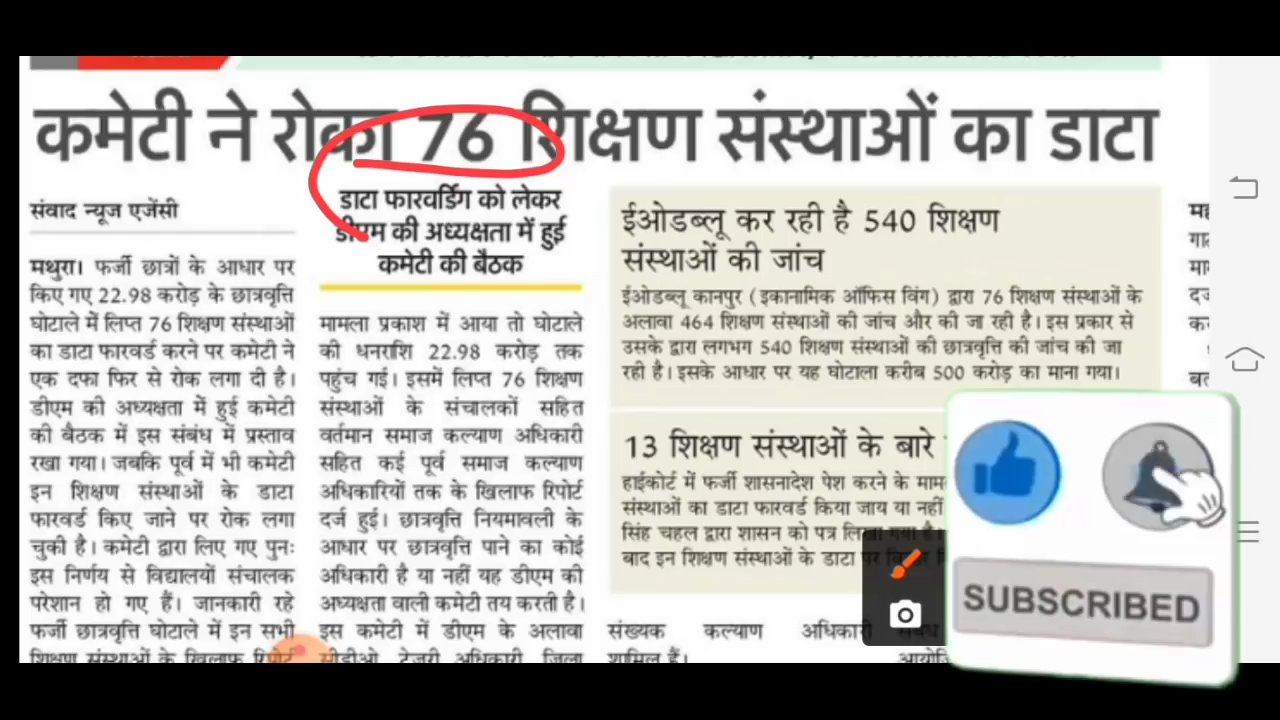 कमेटी ने रोका 76 शिक्षण संस्थाओं का डाटा
संवाद न्यूज एजेंसी
मथुरा। फर्जी छात्रों के आधार पर
किए गए 22.98 करोड़ के छात्रवृत्ति
घोटाले में लिप्त 76 शिक्षण संस्थाओं
का डाटा फारवर्ड करने पर कमेटी ने
एक दफा फिर से रोक लगा दी है।
डीएम की अध्यक्षता में हुई कमेटी
की बैठक में इस संबंध में प्रस्ताव
रखा गया। जबकि पूर्व में भी कमेटी
इन शिक्षण संस्थाओं के डाटा
फारवर्ड किए जाने पर रोक लगा
चुकी है। कमेटी द्वारा लिए गए पुनः
इस निर्णय से विद्यालयों संचालक
परेशान हो गए हैं। जानकारी रहे
फर्जी छात्रवृत्ति घोटाले में इन सभी
शिक्षण संस्थाओं के खिलाफ रिपोर्ट
डाटा फारवर्डिंग को लेकर
डीएम की अध्यक्षता में हुई
कमेटी की बैठक
मामला प्रकाश में आया तो घोटाले
की धनराशि 22.98 करोड़ तक
पहुंच गई। इसमें लिप्त 76 शिक्षण
संस्थाओं के संचालकों सहित
वर्तमान समाज कल्याण अधिकारी
सहित कई पूर्व समाज कल्याण
अधिकारियों तक के खिलाफ रिपोर्ट
दर्ज हुई। छात्रवृत्ति नियमावली के
आधार पर छात्रवृत्ति पाने का कोई
अधिकारी है या नहीं यह डीएम की
अध्यक्षता वाली कमेटी तय करती है।
इस कमेटी में डीएम के अलावा
सीडीओ, ट्रेजरी अधिकारी, जिला
ईओडब्लू कर रही है 540 शिक्षण
संस्थाओं की जांच
ईओडब्लू कानपुर (इकानामिक ऑफिस विंग) द्वारा 76 शिक्षण संस्थाओं के
अलावा 464 शिक्षण संस्थाओं की जांच और की जा रही है। इस प्रकार से
उसके द्वारा लगभग 540 शिक्षण संस्थाओं की छात्रवृत्ति की जांच की जा
रही है। इसके आधार पर यह घोटाला करीब 500 करोड़ का माना गया।
13 शिक्षण संस्थाओं के बारे
हाईकोर्ट में फर्जी शासनादेश पेश करने के
संस्थाओं का डाटा फारवर्ड किया जाय या नहीं
सिंह चहल द्वारा शासन को पत्र लिखा गया है।
बाद इन शिक्षण संस्थाओं के डाटा पर
संख्यक कल्याण अधिकारी
शामिल हैं।
SUBSCRIBED